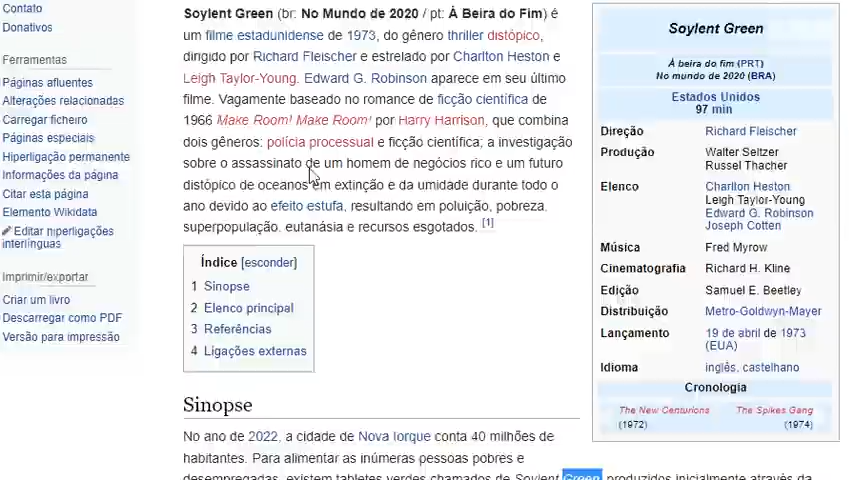 Contato
Donativos
Ferramentas
Páginas afluentes
Alterações relacionadas
Carregar ficheiro
Páginas especiais
Hiperligação permanente
Informações da página
Citar esta página
Elemento Wikidata
Editar hiperligações
interlínguas
Imprimir/exportar
Criar um livro
Descarregar como PDF
Versão para impressão
Soylent Green (br: No Mundo de 2020 / pt: À Beira do Fim) é
um filme estadunidense de 1973, do gênero thriller distópico,
dirigido por Richard Fleischer e estrelado por Charlton Heston e
Leigh Taylor-Young. Edward G. Robinson aparece em seu último
filme. Vagamente baseado no romance de ficção científica de
1966 Make Room! Make Room! por Harry Harrison, que combina
dois gêneros: polícia processual e ficção científica; a investigação
sobre o assassinato de um homem de negócios rico e um futuro
distópico de oceanos em extinção e da umidade durante todo o
ano devido ao efeito estufa, resultando em poluição, pobreza,
superpopulação, eutanásia e recursos esgotados. [1]
Índice [esconder]
1 Sinopse
2 Elenco principal
3 Referências
4 Ligações externas
Sinopse
No ano de 2022, a cidade de Nova Iorque conta 40 milhões de
habitantes. Para alimentar as inúmeras pessoas pobres e
desempregadas, existem tabletes verdes chamados de Soylent Green, produzidos inicialmente através da
Soylent Green
À beira do fim (PRT)
No mundo de 2020 (BRA)
Estados Unidos
97 min
Direção Richard Fleischer
Produção Walter Seltzer
Russel Thacher
Elenco Charlton Heston
Leigh Taylor-Young
Edward G. Robinson
Joseph Cotten
Música Fred Myrow
Cinematografia Richard H. Kline
Edição Samuel E. Beetley
Distribuição Metro-Goldwyn-Mayer
Lançamento 19 de abril de 1973
(EUA)
Idioma inglês, castelhano
Cronologia
The New Centurions The Spikes Gang
(1972) (1974)